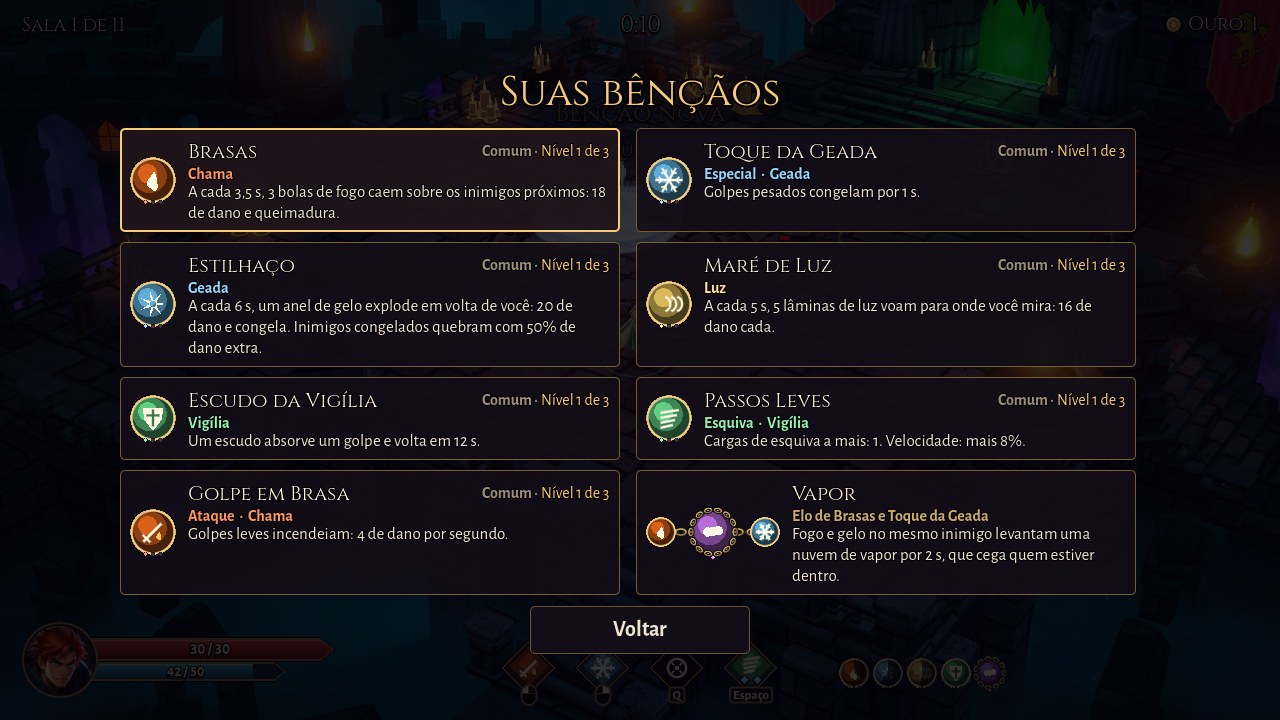 Sala 1 de 11
0:10
Ouro: 1
Suas bênçãos
Bênção nova
Brasas
Comum · Nível 1 de 3
Chama
A cada 3,5 s, 3 bolas de fogo caem sobre os inimigos próximos: 18
de dano e queimadura.
Toque da Geada
Comum · Nível 1 de 3
Especial · Geada
Golpes pesados congelam por 1 s.
Estilhaço
Comum · Nível 1 de 3
Geada
A cada 6 s, um anel de gelo explode em volta de você: 20 de
dano e congela. Inimigos congelados quebram com 50% de
dano extra.
Maré de Luz
Comum · Nível 1 de 3
Luz
A cada 5 s, 5 lâminas de luz voam para onde você mira: 16 de
dano cada.
Escudo da Vigília
Comum · Nível 1 de 3
Vigília
Um escudo absorve um golpe e volta em 12 s.
Passos Leves
Comum · Nível 1 de 3
Esquiva · Vigília
Cargas de esquiva a mais: 1. Velocidade: mais 8%.
Golpe em Brasa
Comum · Nível 1 de 3
Ataque · Chama
Golpes leves incendeiam: 4 de dano por segundo.
Vapor
Elo de Brasas e Toque da Geada
Fogo e gelo no mesmo inimigo levantam uma
nuvem de vapor por 2 s, que cega quem estiver
dentro.
Voltar
30/30
42/50
Q
Espaço